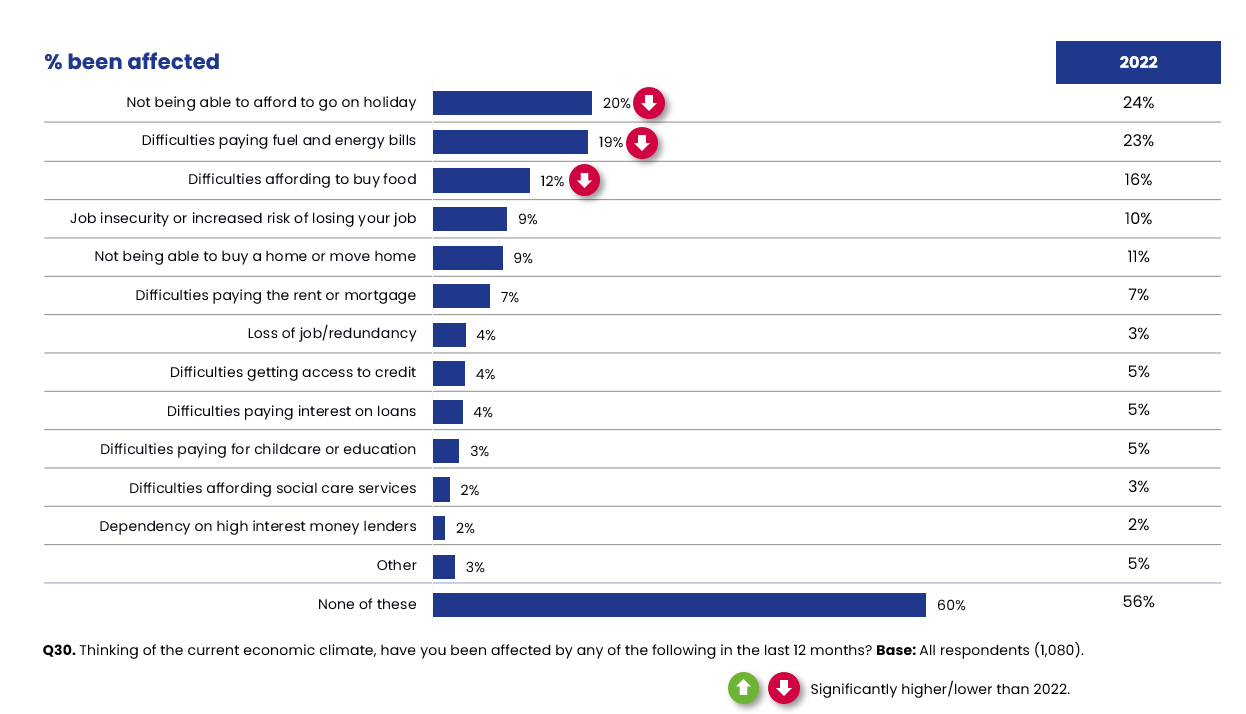 % been affected 2022
Not being able to afford to go on holiday 20% 24%
Difficulties paying fuel and energy bills 19% 23%
Difficulties affording to buy food 12% 16%
Job insecurity or increased risk of losing your job 9% 10%
Not being able to buy a home or move home 9% 11%
Difficulties paying the rent or mortgage 7% 7%
Loss of job/redundancy 4% 3%
Difficulties getting access to credit 4% 5%
Difficulties paying interest on loans 4% 5%
Difficulties paying for childcare or education 3% 5%
Difficulties affording social care services 2% 3%
Dependency on high interest money lenders 2% 2%
Other 3% 5%
None of these 60% 56%
Q30. Thinking of the current economic climate, have you been affected by any of the following in the last 12 months? Base: All respondents (1,080).
Significantly higher/lower than 2022.